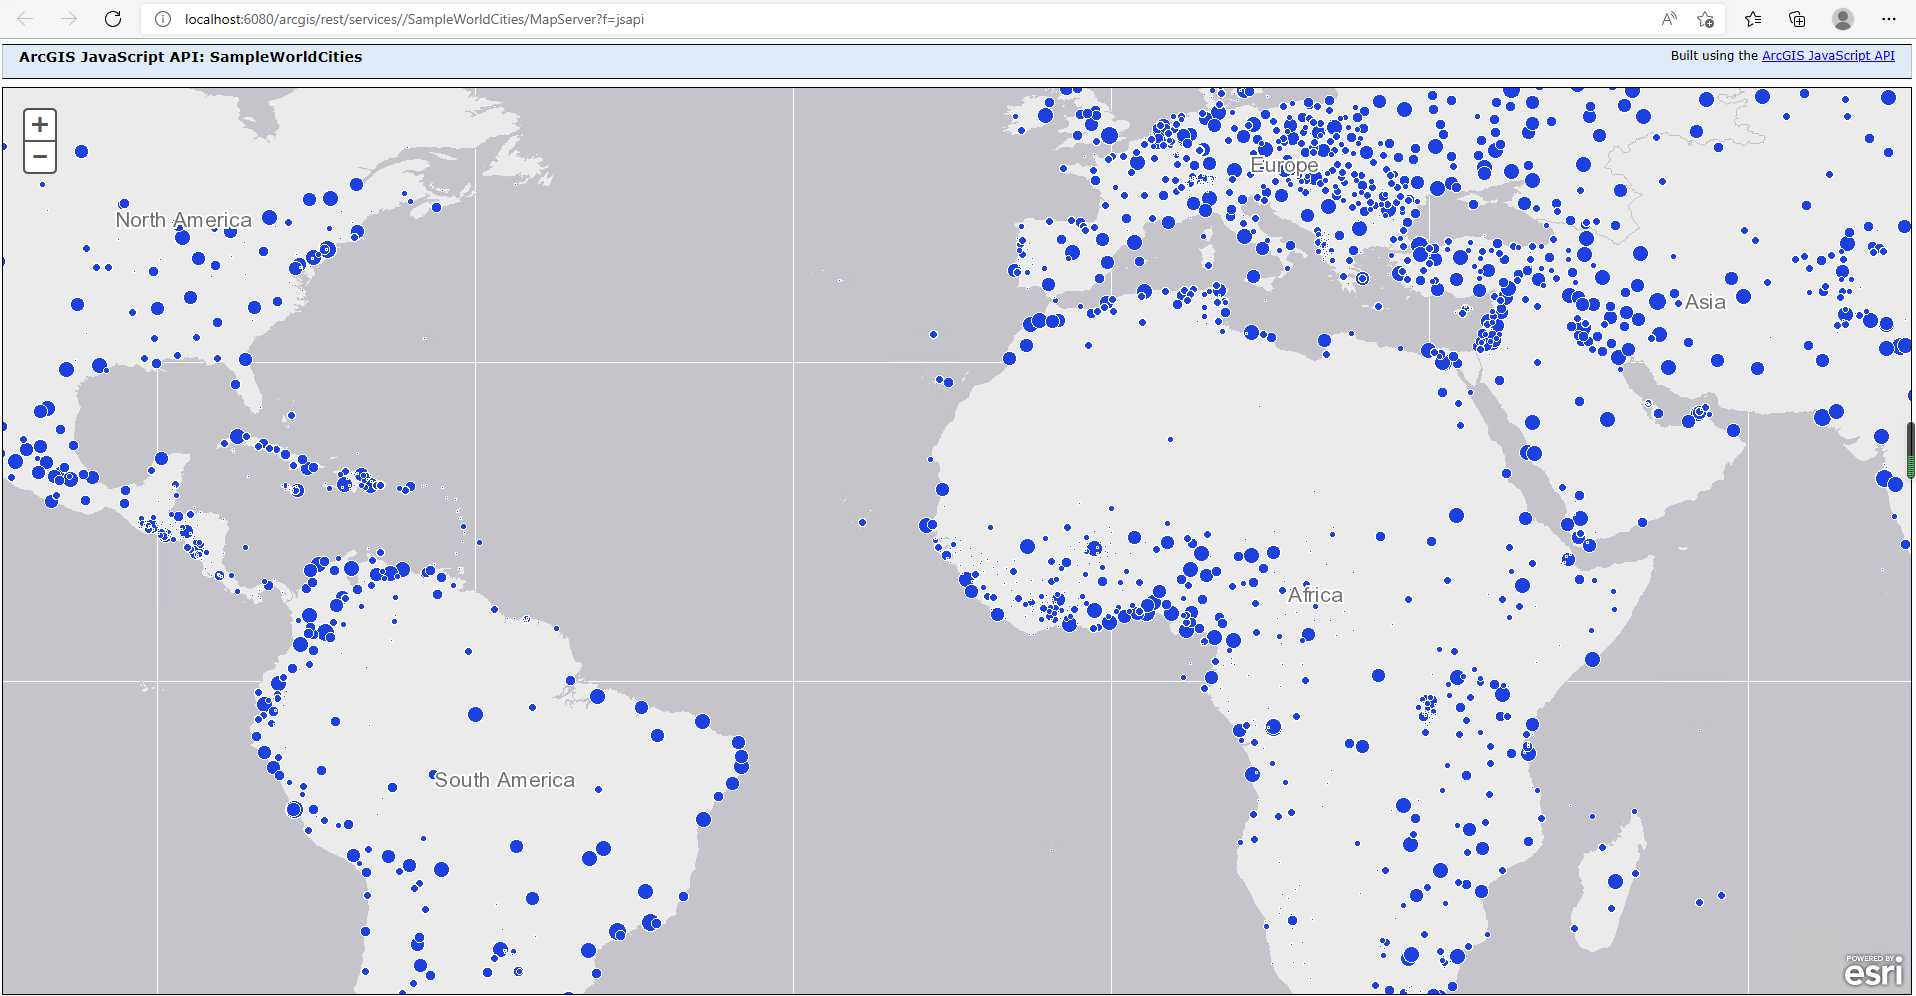 localhost:6080/arcgis/rest/services//SampleWorldCities/MapServer?f=jsapi
ArcGIS JavaScript API: SampleWorldCities
Built using the ArcGIS JavaScript API
+
−
Europe
North America
Asia
Africa
South America
POWERED BY
esri